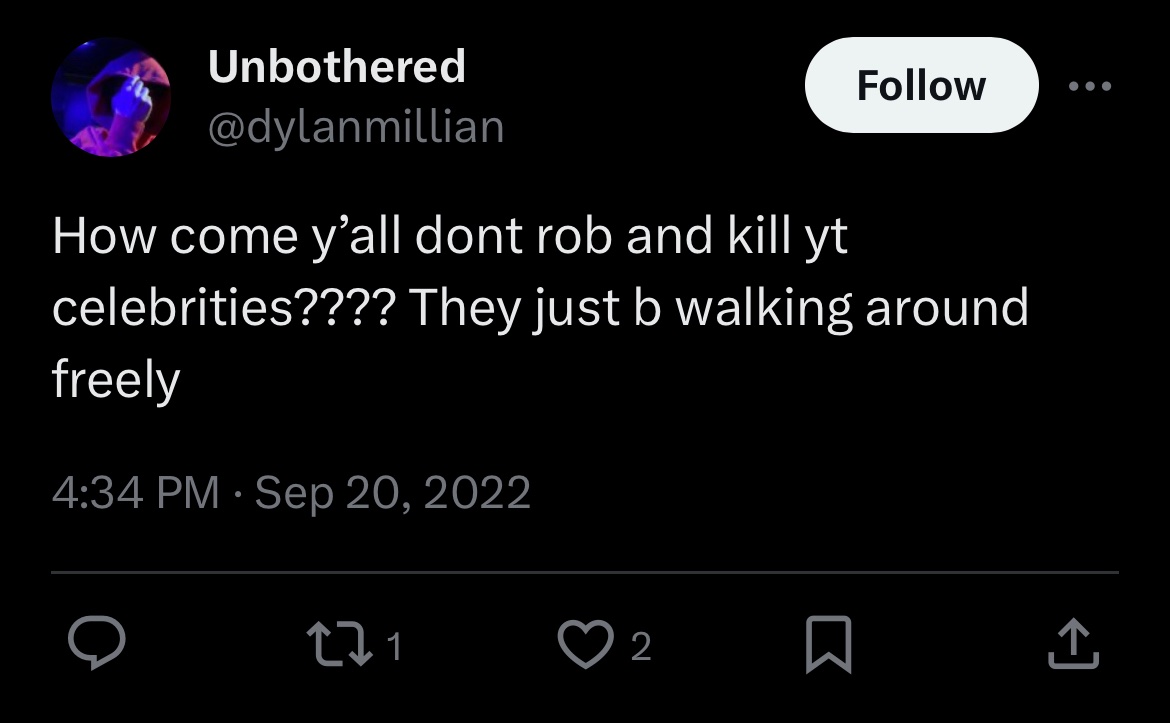 Unbothered
@dylanmillian
Follow
How come y’all dont rob and kill yt
celebrities???? They just b walking around
freely
4:34 PM · Sep 20, 2022
1
2